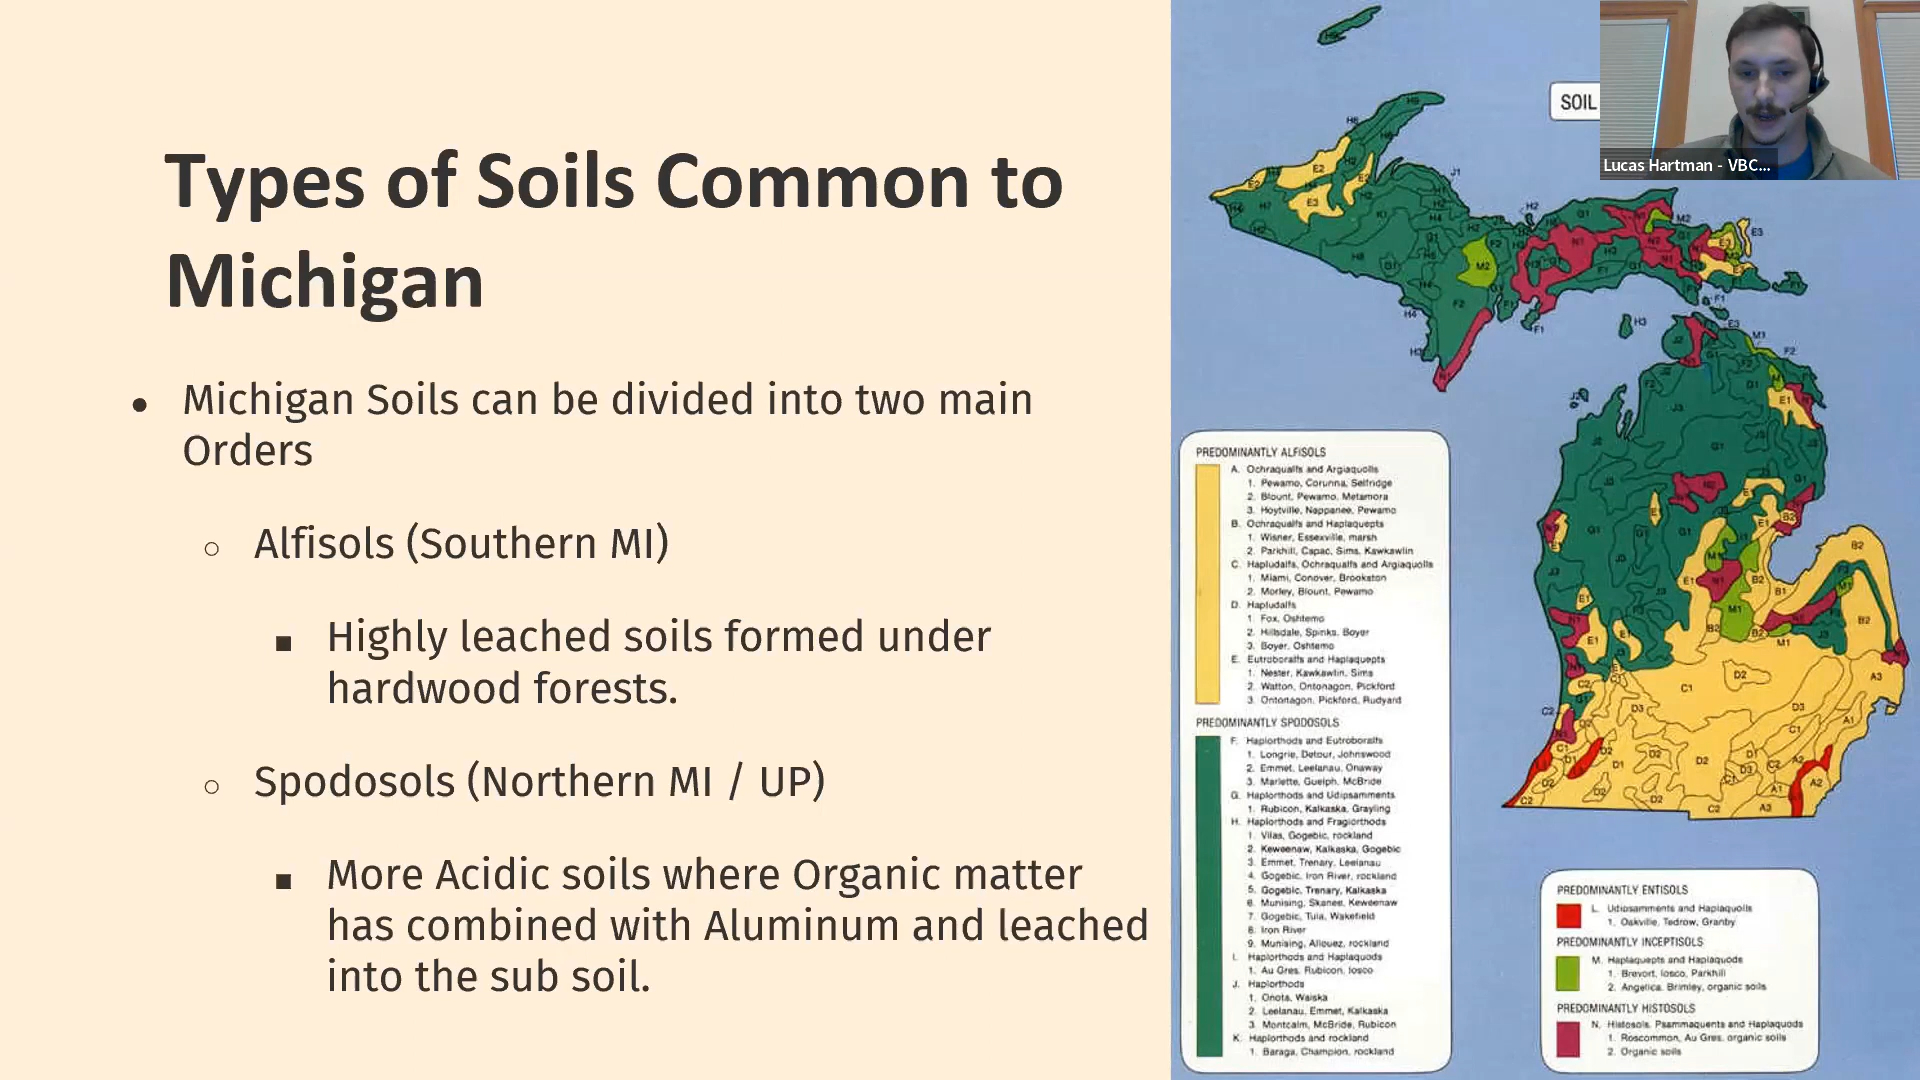 Types of Soils Common to
Michigan
● Michigan Soils can be divided into two main
Orders
○ Alfisols (Southern MI)
■ Highly leached soils formed under
hardwood forests.
○ Spodosols (Northern MI / UP)
■ More Acidic soils where Organic matter
has combined with Aluminum and leached
into the sub soil.
SOIL
Lucas Hartman - VBC...
PREDOMINANTLY ALFISOLS
A. Ochraqualfs and Argiaquolls
1. Pewamo, Corunna, Selfridge
2. Blount, Pewamo, Metamora
3. Hoytville, Nappanee, Pewamo
B. Ochraqualfs and Haplaquepts
1. Wisner, Essexville, marsh
2. Parkhill, Capac, Sims, Kawkawlin
C. Hapludalfs, Ochraqualfs and Argiaquolls
1. Miami, Conover, Brookston
2. Morley, Blount, Pewamo
D. Hapludalfs
1. Fox, Oshtemo
2. Hillsdale, Spinks, Boyer
3. Boyer, Oshtemo
E. Eutroboralfs and Haplaquepts
1. Nester, Kawkawlin, Sims
2. Watton, Ontonagon, Pickford
3. Ontonagon, Pickford, Rudyard
PREDOMINANTLY SPODOSOLS
F. Haplorthods and Eutroboralfs
1. Longrie, Detour, Johnswood
2. Emmet, Leelanau, Onaway
3. Marlette, Guelph, McBride
G. Haplorthods and Udipsamments
1. Rubicon, Kalkaska, Grayling
H. Haplorthods and Fragiorthods
1. Vilas, Gogebic, rockland
2. Keweenaw, Kalkaska, Gogebic
3. Emmet, Trenary, Leelanau
4. Gogebic, Iron River, rockland
5. Gogebic, Trenary, Kalkaska
6. Munising, Skanee, Keweenaw
7. Gogebic, Tula, Wakefield
8. Iron River
9. Munising, Allouez, rockland
I. Haplorthods and Haplaquods
1. Au Gres, Rubicon, Iosco
J. Haplorthods
1. Onota, Waiska
2. Leelanau, Emmet, Kalkaska
3. Montcalm, McBride, Rubicon
K. Haplorthods and rockland
1. Baraga, Champion, rockland
PREDOMINANTLY ENTISOLS
L. Udipsamments and Haplaquolls
1. Oakville, Tedrow, Granby
PREDOMINANTLY INCEPTISOLS
M. Haplaquepts and Haplaquods
1. Brevort, Iosco, Parkhill
2. Angelica, Brimley, organic soils
PREDOMINANTLY HISTOSOLS
N. Histosols, Psammaquents and Haplaquods
1. Roscommon, Au Gres, organic soils
2. Organic soils